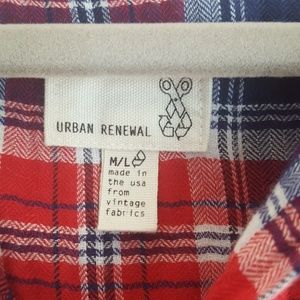 URBAN RENEWAL
M/L
made in
the usa
from
vintage
fabrics